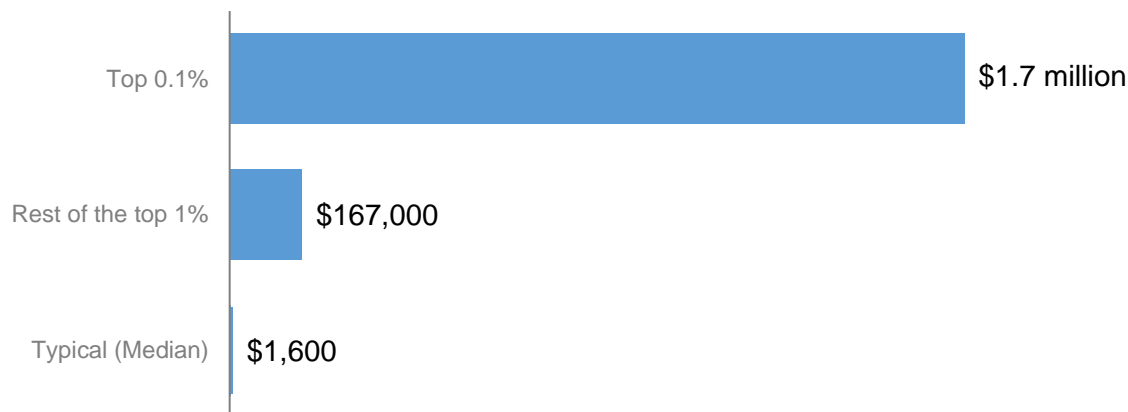 Top 0.1%
$1.7 million
Rest of the top 1%
$167,000
Typical (Median)
$1,600